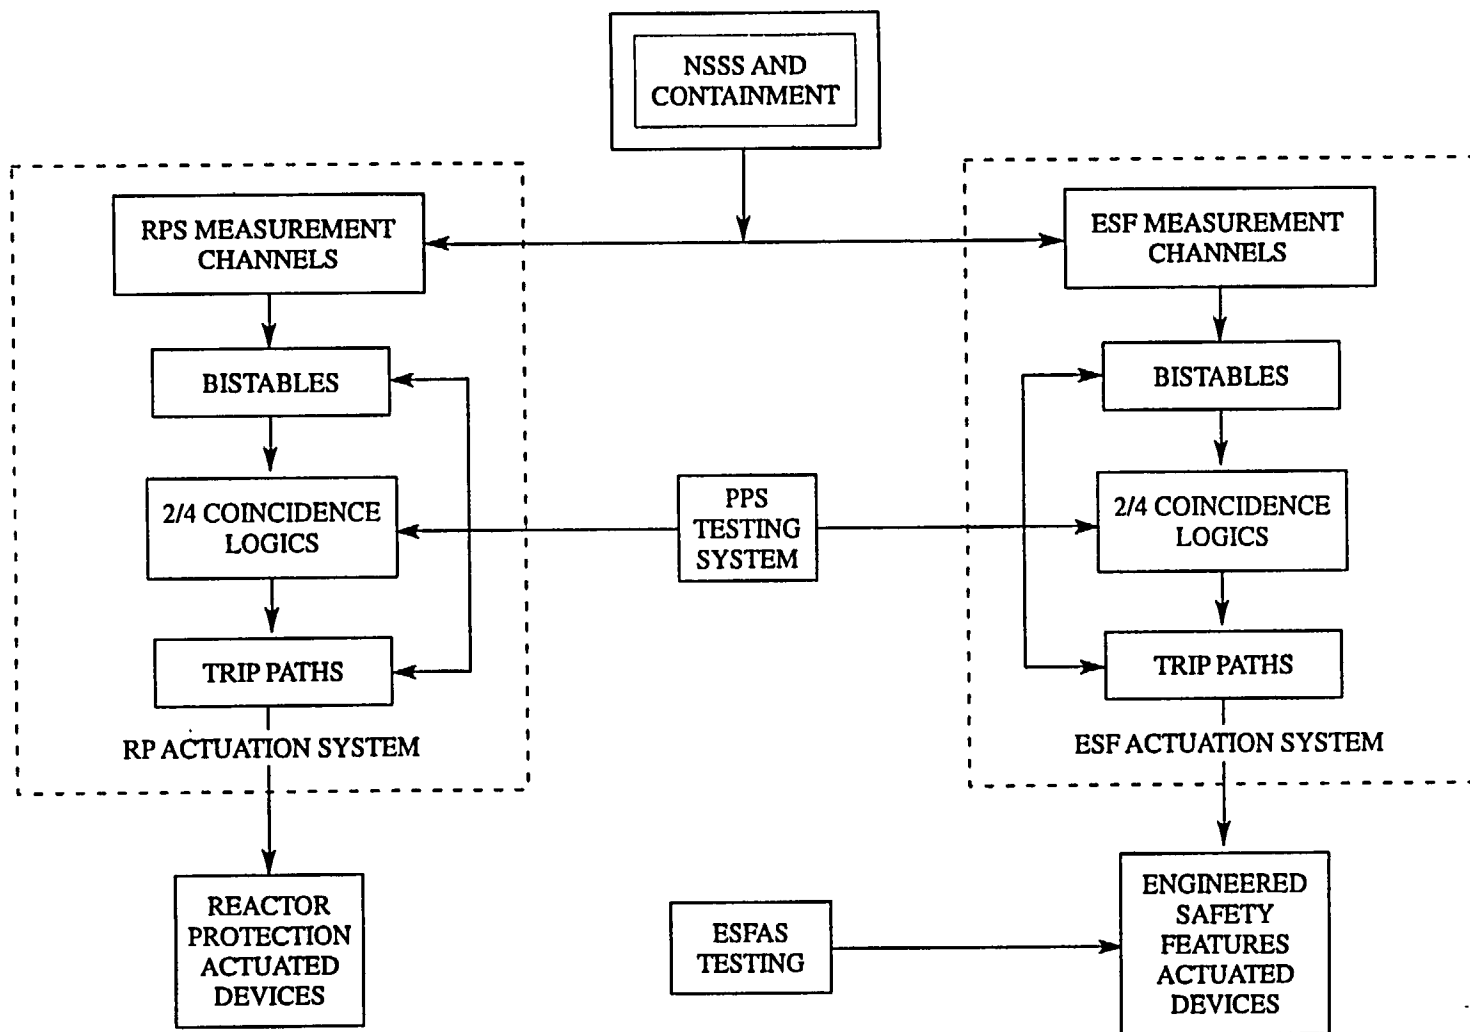 NSSS AND
CONTAINMENT
RPS MEASUREMENT
CHANNELS
ESF MEASUREMENT
CHANNELS
BISTABLES
BISTABLES
2/4 COINCIDENCE
LOGICS
PPS
TESTING
SYSTEM
2/4 COINCIDENCE
LOGICS
TRIP PATHS
TRIP PATHS
RP ACTUATION SYSTEM
ESF ACTUATION SYSTEM
REACTOR
PROTECTION
ACTUATED
DEVICES
ESFAS
TESTING
ENGINEERED
SAFETY
FEATURES
ACTUATED
DEVICES